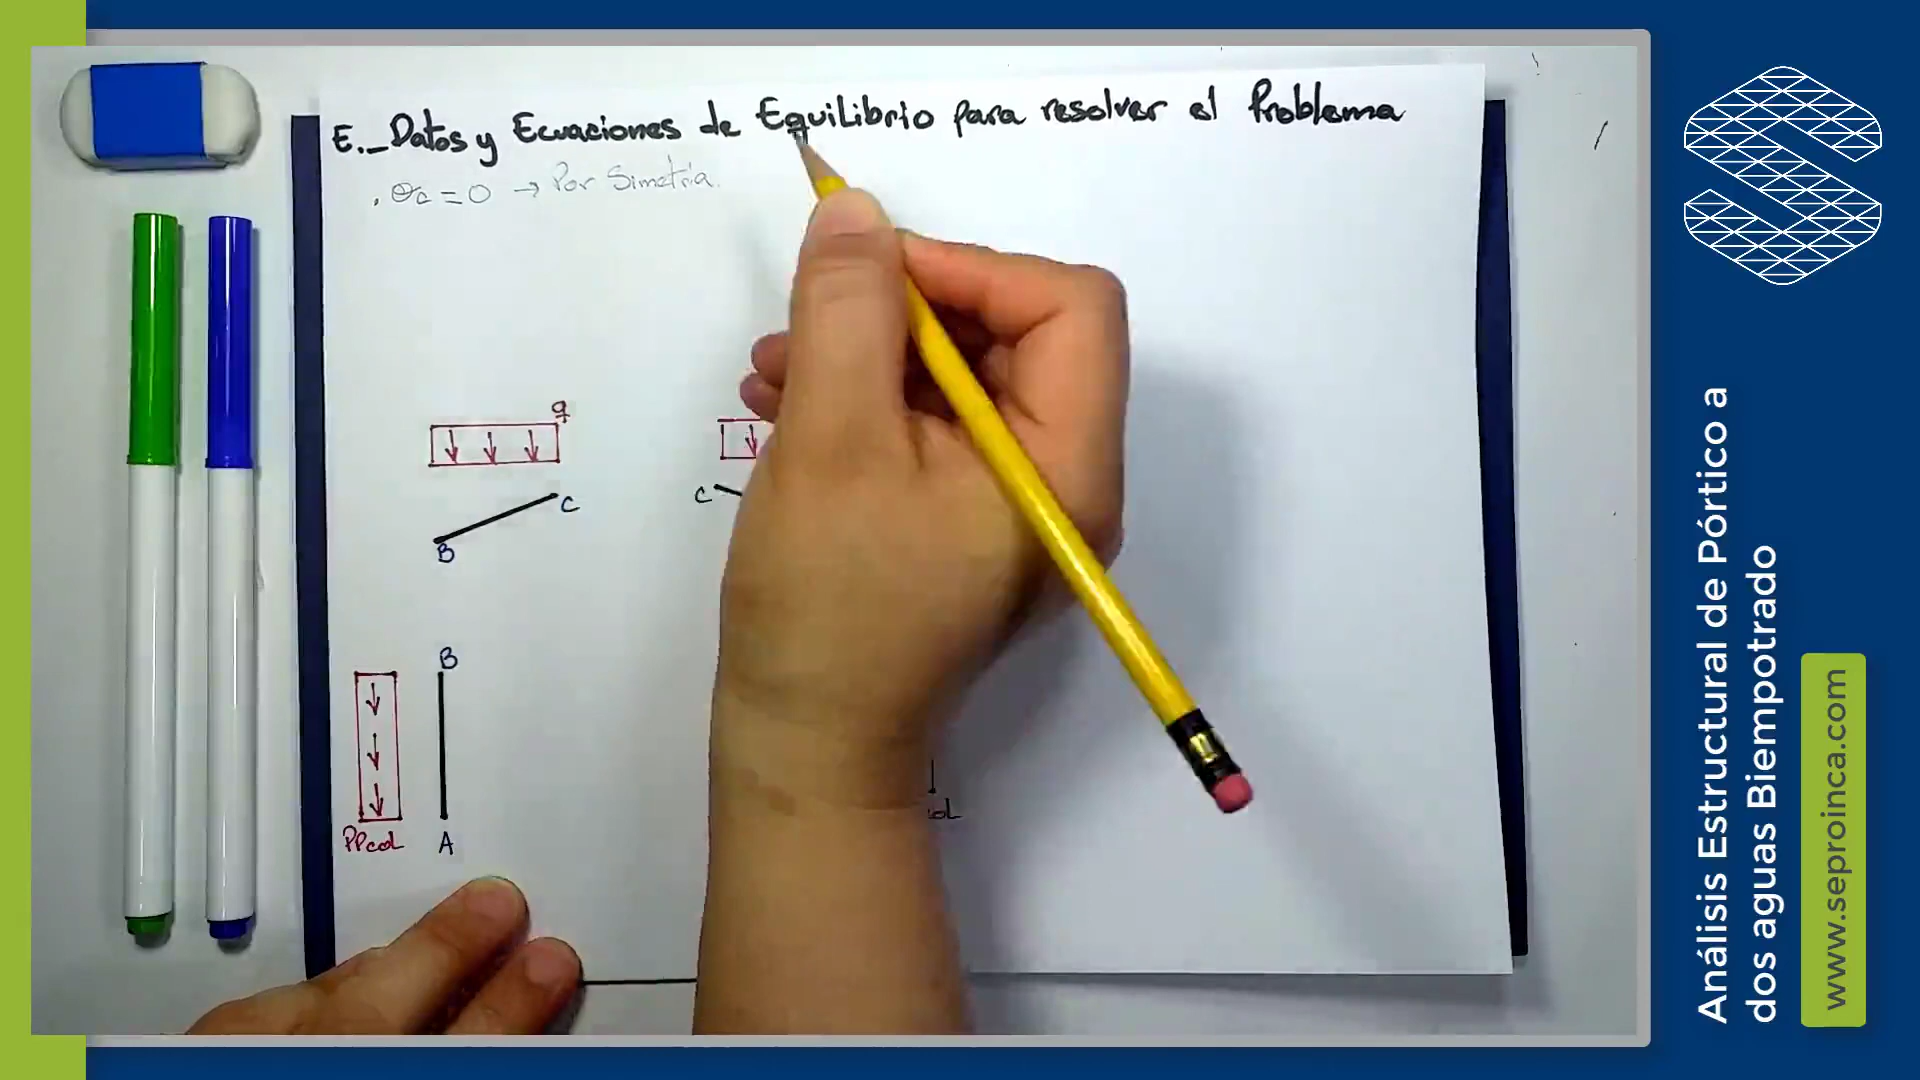 E._Datos y Ecuaciones de Equilibrio para resolver el Problema
. θc = 0 → Por Simetría.
q
C
B
C
B
A
PPcol
col
Análisis Estructural de Pórtico a
dos aguas Biempotrado
www.seproinca.com